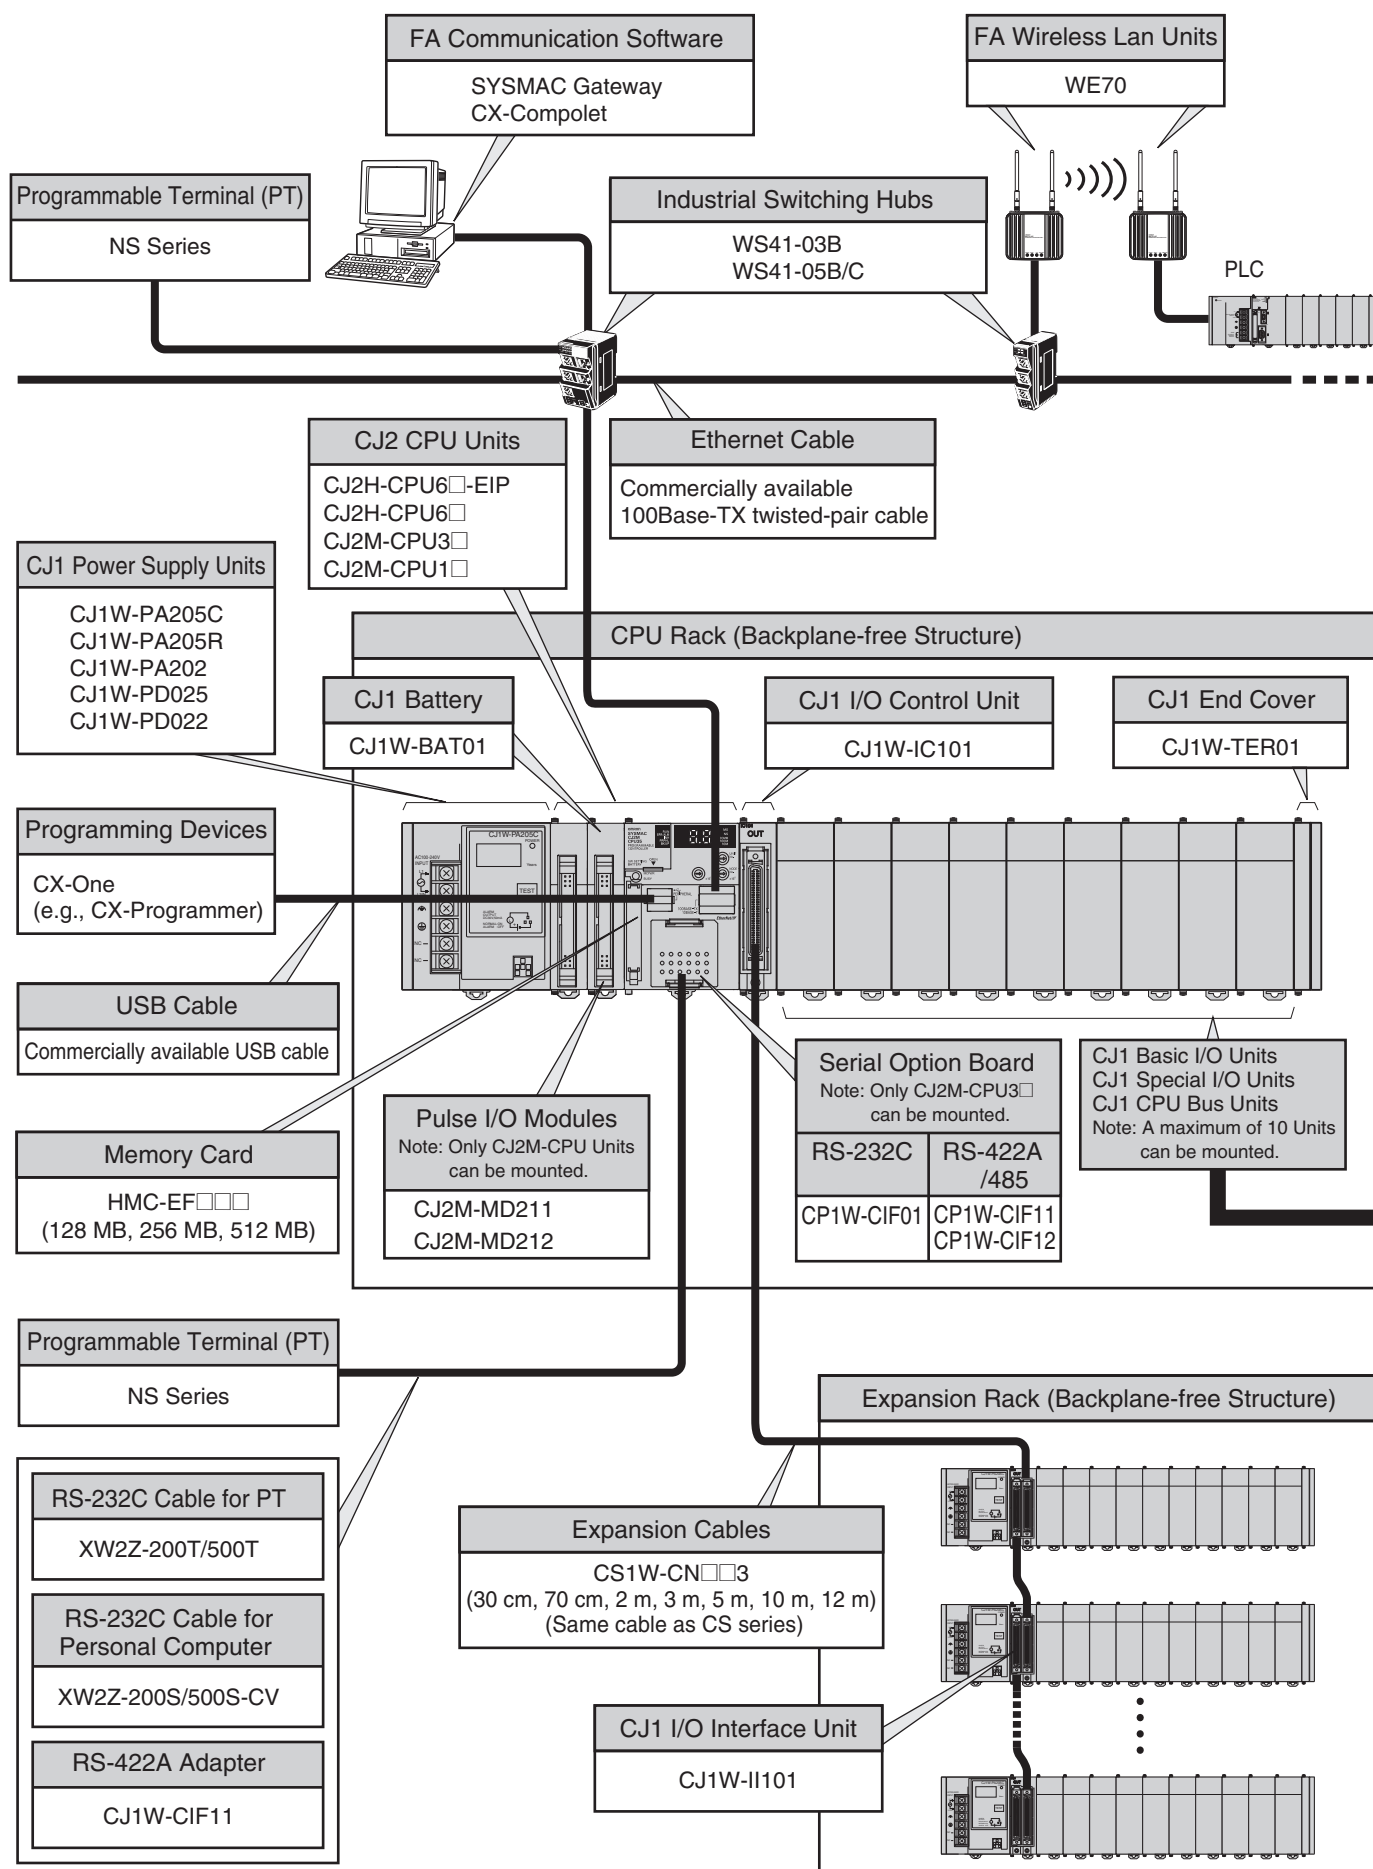 FA Communication Software
SYSMAC Gateway
CX-Compolet
FA Wireless Lan Units
WE70
Programmable Terminal (PT)
NS Series
Industrial Switching Hubs
WS41-03B
WS41-05B/C
PLC
CJ2 CPU Units
CJ2H-CPU6□-EIP
CJ2H-CPU6□
CJ2M-CPU3□
CJ2M-CPU1□
Ethernet Cable
Commercially available
100Base-TX twisted-pair cable
CJ1 Power Supply Units
CJ1W-PA205C
CJ1W-PA205R
CJ1W-PA202
CJ1W-PD025
CJ1W-PD022
CPU Rack (Backplane-free Structure)
CJ1 Battery
CJ1W-BAT01
CJ1 I/O Control Unit
CJ1W-IC101
CJ1 End Cover
CJ1W-TER01
Programming Devices
CX-One
(e.g., CX-Programmer)
CJ1W-PA205C
POWER
AC100-240V
INPUT
Years
TEST
NC
NC
SYSMAC
CJ2M
OUT
USB Cable
Commercially available USB cable
Memory Card
HMC-EF□□□
(128 MB, 256 MB, 512 MB)
Pulse I/O Modules
Note: Only CJ2M-CPU Units
can be mounted.
CJ2M-MD211
CJ2M-MD212
Serial Option Board
Note: Only CJ2M-CPU3□
can be mounted.
RS-232C
RS-422A
/485
CP1W-CIF01
CP1W-CIF11
CP1W-CIF12
CJ1 Basic I/O Units
CJ1 Special I/O Units
CJ1 CPU Bus Units
Note: A maximum of 10 Units
can be mounted.
Programmable Terminal (PT)
NS Series
RS-232C Cable for PT
XW2Z-200T/500T
RS-232C Cable for
Personal Computer
XW2Z-200S/500S-CV
RS-422A Adapter
CJ1W-CIF11
Expansion Rack (Backplane-free Structure)
Expansion Cables
CS1W-CN□□3
(30 cm, 70 cm, 2 m, 3 m, 5 m, 10 m, 12 m)
(Same cable as CS series)
CJ1 I/O Interface Unit
CJ1W-II101